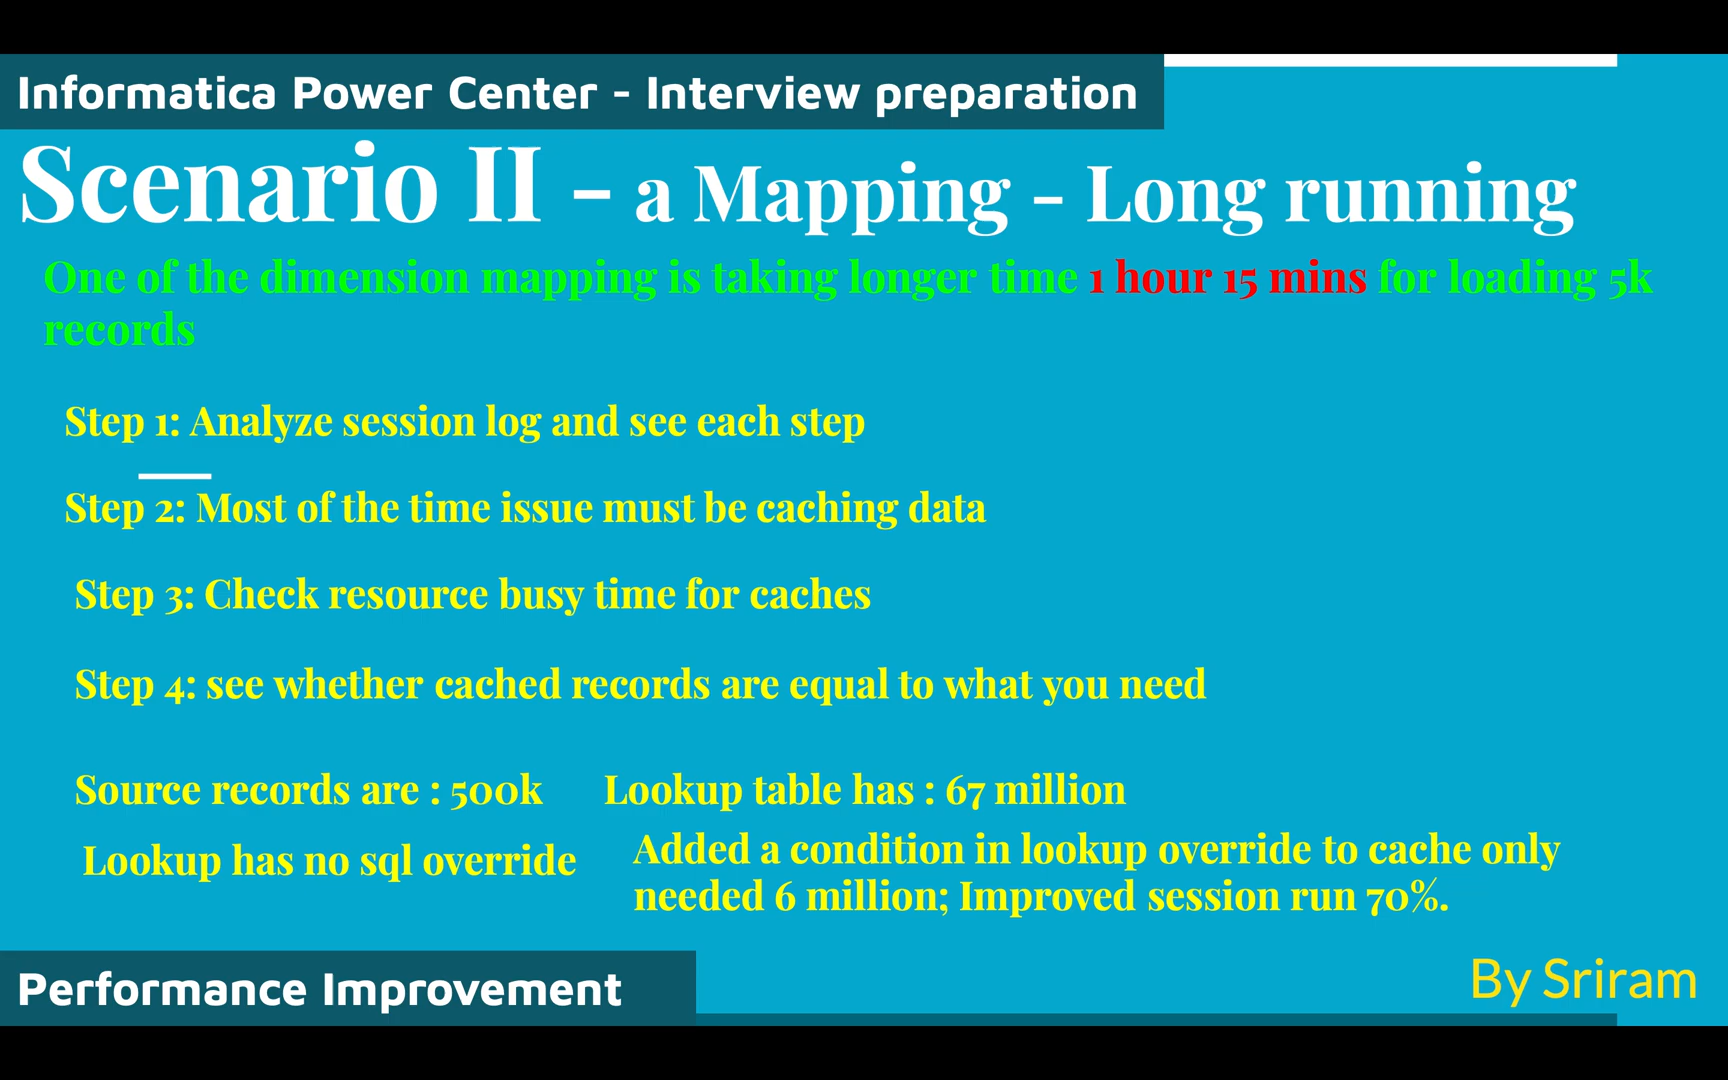 Informatica Power Center - Interview preparation
Scenario II - a Mapping - Long running
One of the dimension mapping is taking longer time 1 hour 15 mins for loading 5k
records
Step 1: Analyze session log and see each step
Step 2: Most of the time issue must be caching data
Step 3: Check resource busy time for caches
Step 4: see whether cached records are equal to what you need
Source records are : 500k Lookup table has : 67 million
Lookup has no sql override
Added a condition in lookup override to cache only
needed 6 million; Improved session run 70%.
Performance Improvement
By Sriram